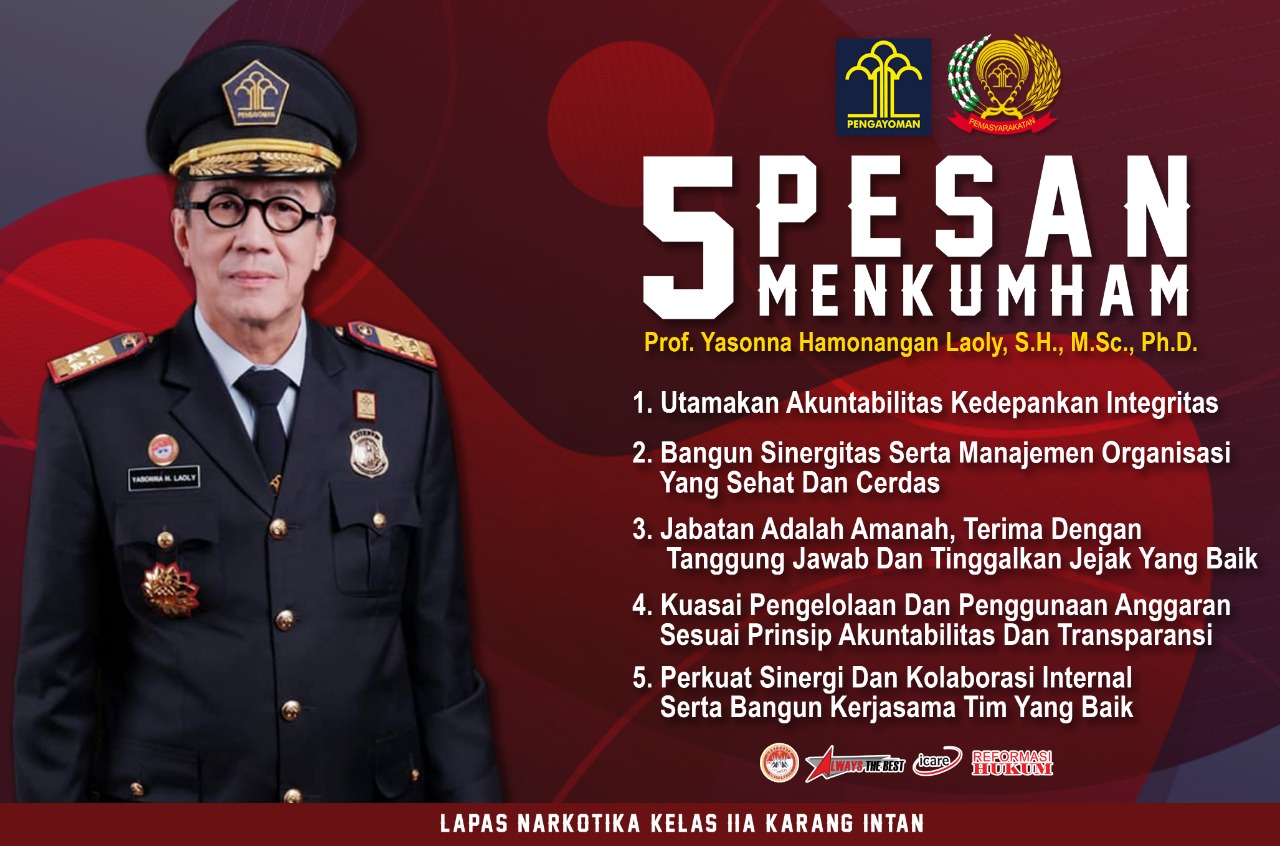 PENGAYOMAN
PENGAYOMAN
PEMASYARAKATAN
5 PESAN
MENKUMHAM
Prof. Yasonna Hamonangan Laoly, S.H., M.Sc., Ph.D.
1. Utamakan Akuntabilitas Kedepankan Integritas
2. Bangun Sinergitas Serta Manajemen Organisasi
Yang Sehat Dan Cerdas
3. Jabatan Adalah Amanah, Terima Dengan
Tanggung Jawab Dan Tinggalkan Jejak Yang Baik
4. Kuasai Pengelolaan Dan Penggunaan Anggaran
Sesuai Prinsip Akuntabilitas Dan Transparansi
5. Perkuat Sinergi Dan Kolaborasi Internal
Serta Bangun Kerjasama Tim Yang Baik
YASONNA H. LAOLY
ALWAYS THE BEST
icare
REFORMASI
HUKUM
LAPAS NARKOTIKA KELAS IIA KARANG INTAN